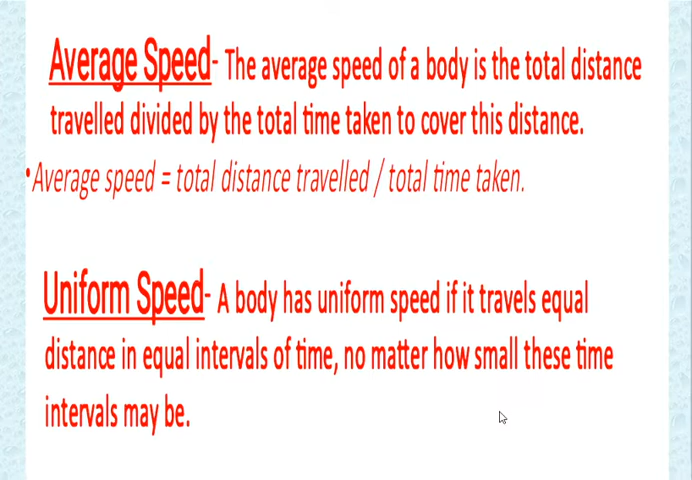 Average Speed- The average speed of a body is the total distance
travelled divided by the total time taken to cover this distance.
•Average speed = total distance travelled / total time taken.
Uniform Speed- A body has uniform speed if it travels equal
distance in equal intervals of time, no matter how small these time
intervals may be.